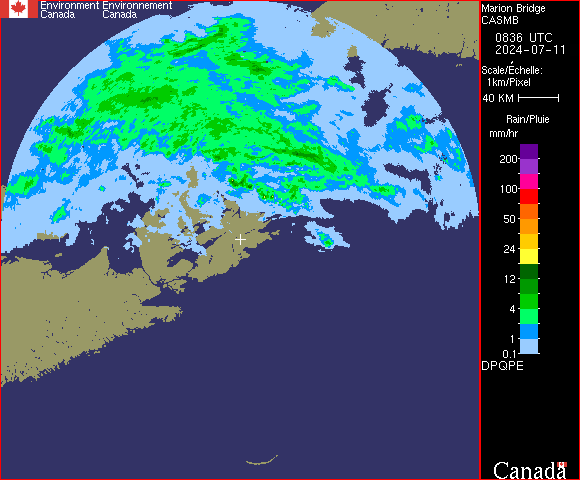 Environment Environnement
Canada Canada
Marion Bridge
CASMB
0836 UTC
2024-07-11
Scale/Echelle:
1km/Pixel
40 KM
Rain/Pluie
mm/hr
200
100
50
24
12
4
1
0.1
DPQPE
Canada